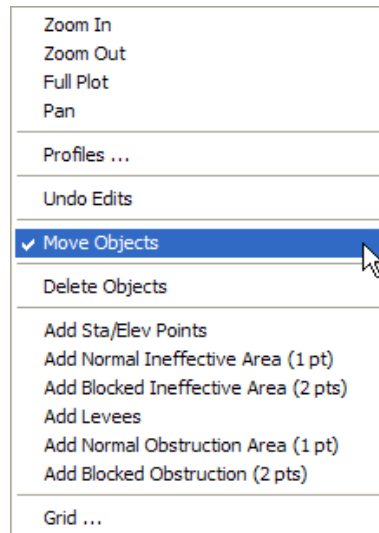 Zoom In
Zoom Out
Full Plot
Pan
Profiles ...
Undo Edits
Move Objects
Delete Objects
Add Sta/Elev Points
Add Normal Ineffective Area (1 pt)
Add Blocked Ineffective Area (2 pts)
Add Levees
Add Normal Obstruction Area (1 pt)
Add Blocked Obstruction (2 pts)
Grid ...